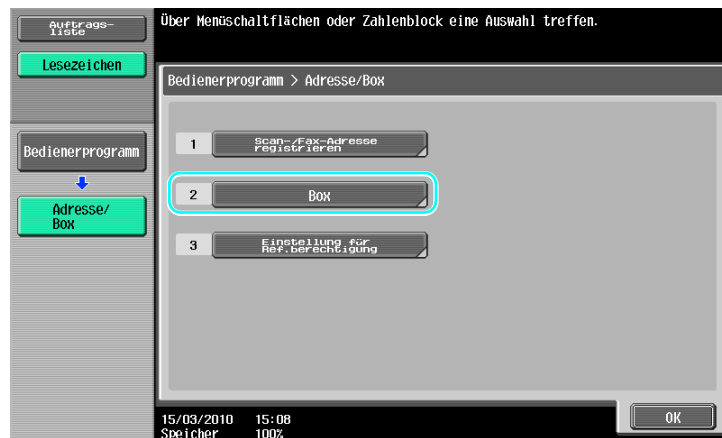 Auftrags-
liste
Über Menüschaltflächen oder Zahlenblock eine Auswahl treffen.
Lesezeichen
Bedienerprogramm > Adresse/Box
1 Scan-/Fax-Adresse
registrieren
Bedienerprogramm
2 Box
Adresse/
Box
3 Einstellung für
Ref.berechtigung
15/03/2010 15:08
Speicher 100%
OK